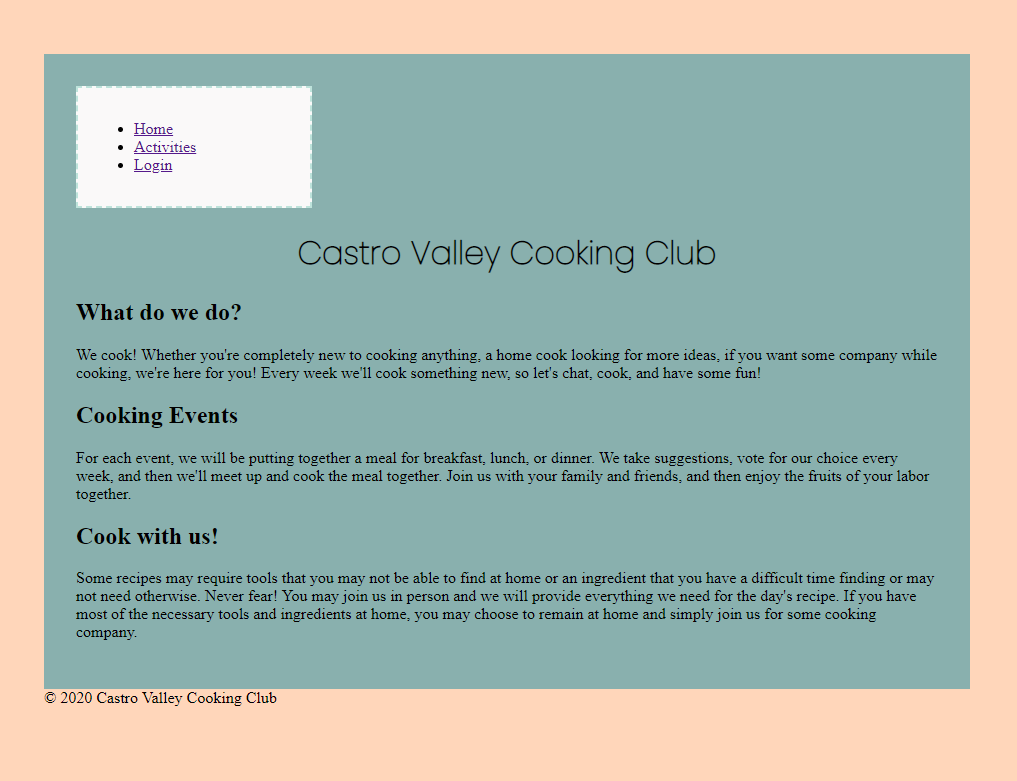 Home
Activities
Login
Castro Valley Cooking Club
What do we do?
We cook! Whether you're completely new to cooking anything, a home cook looking for more ideas, if you want some company while
cooking, we're here for you! Every week we'll cook something new, so let's chat, cook, and have some fun!
Cooking Events
For each event, we will be putting together a meal for breakfast, lunch, or dinner. We take suggestions, vote for our choice every
week, and then we'll meet up and cook the meal together. Join us with your family and friends, and then enjoy the fruits of your labor
together.
Cook with us!
Some recipes may require tools that you may not be able to find at home or an ingredient that you have a difficult time finding or may
not need otherwise. Never fear! You may join us in person and we will provide everything we need for the day's recipe. If you have
most of the necessary tools and ingredients at home, you may choose to remain at home and simply join us for some cooking
company.
© 2020 Castro Valley Cooking Club